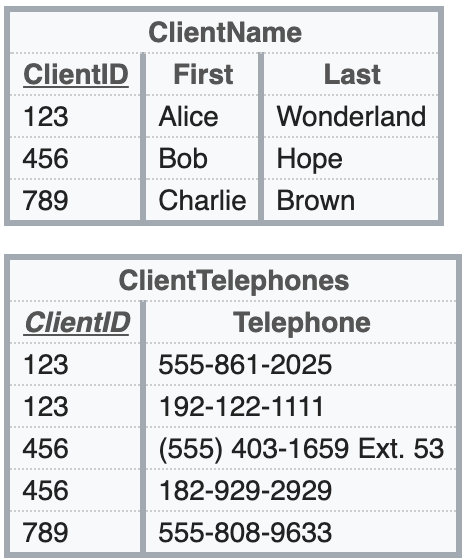 ClientName
ClientID First Last
123 Alice Wonderland
456 Bob Hope
789 Charlie Brown
ClientTelephones
ClientID Telephone
123 555-861-2025
123 192-122-1111
456 (555) 403-1659 Ext. 53
456 182-929-2929
789 555-808-9633